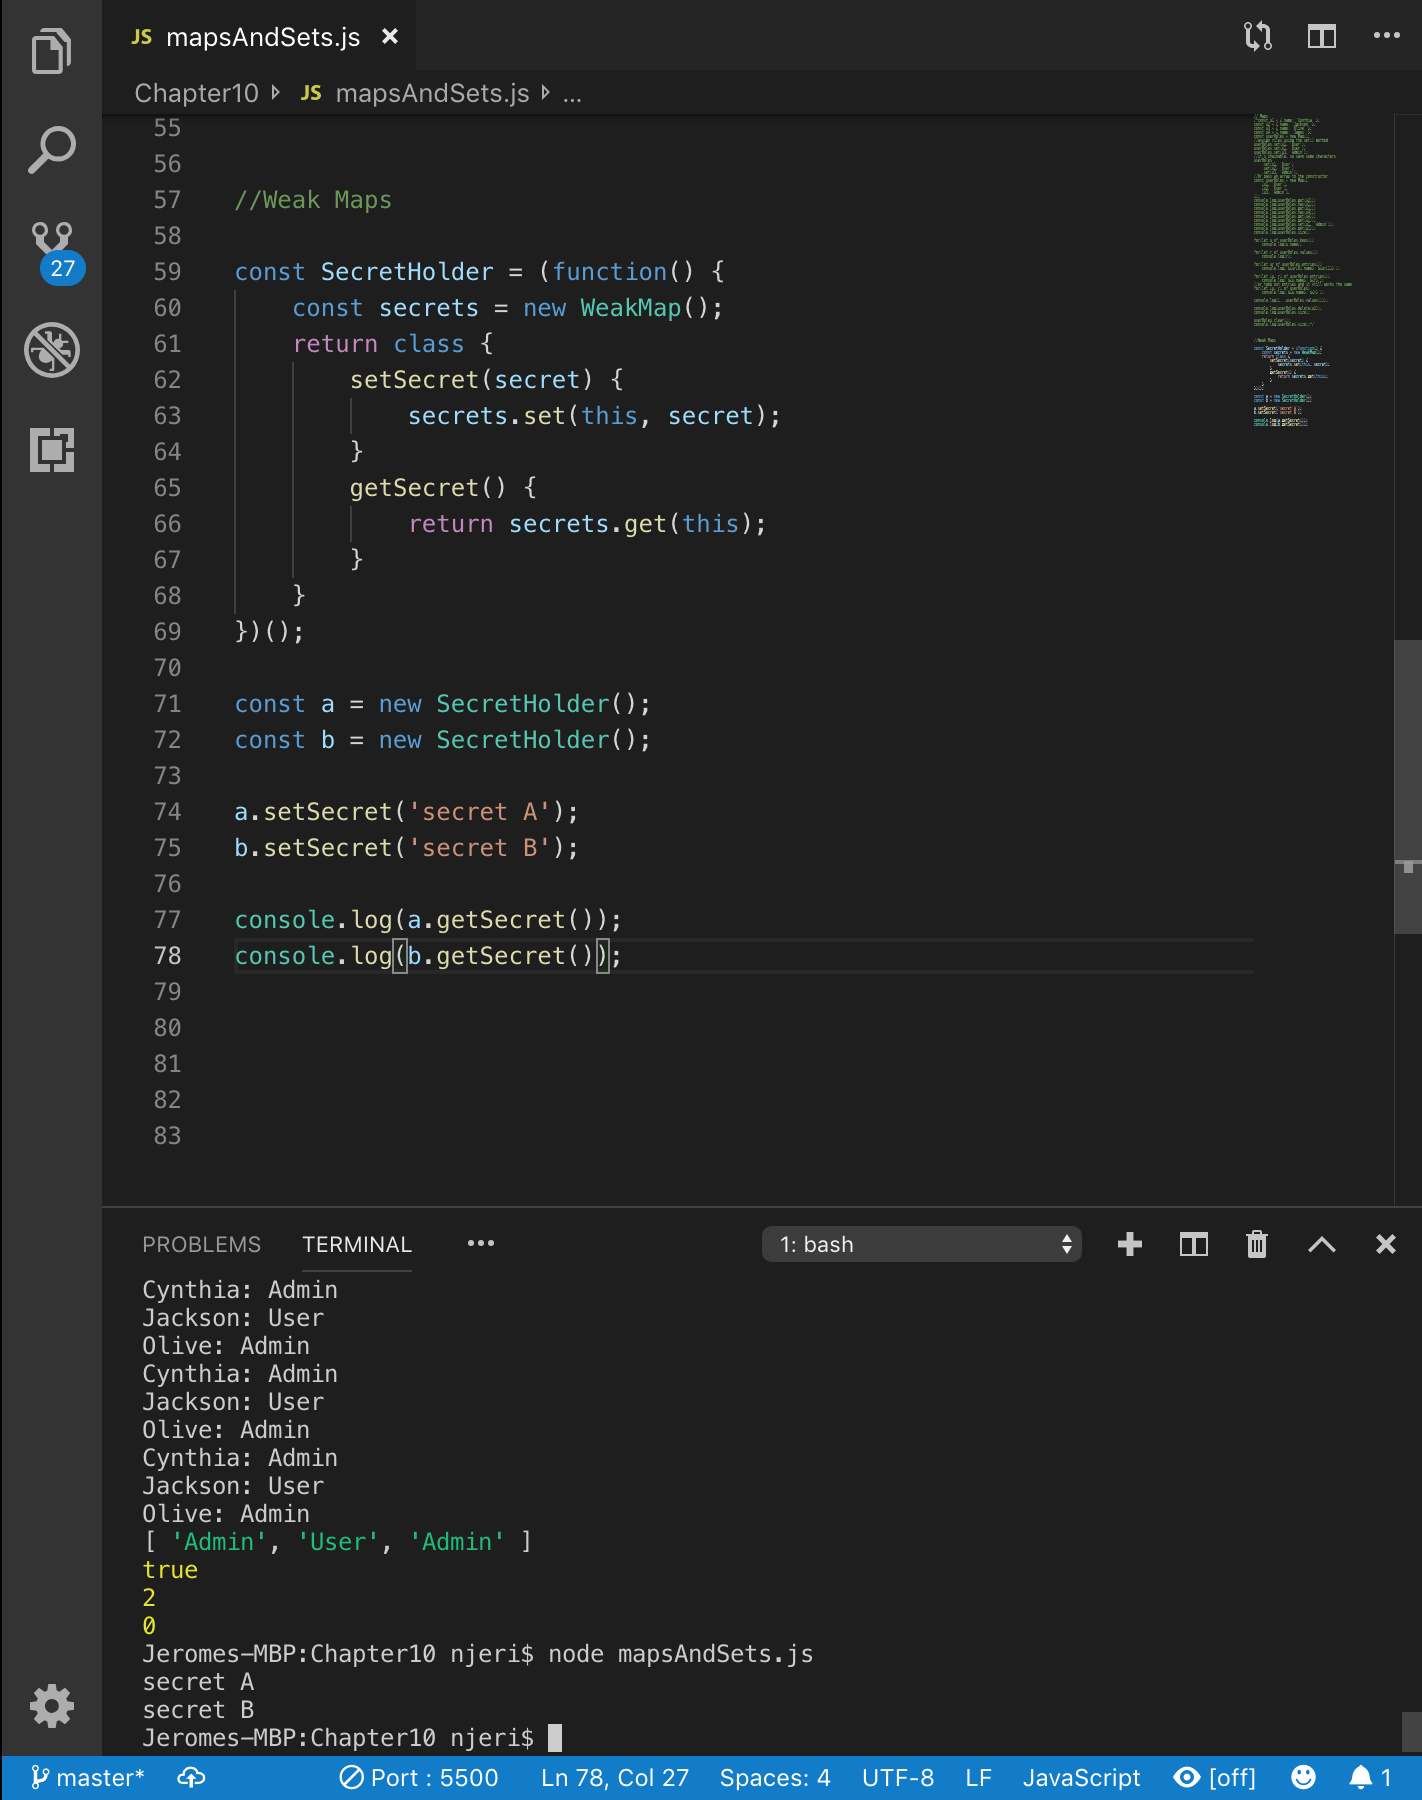 JS mapsAndSets.js
Chapter10 JS mapsAndSets.js ...
55
56
57 //Weak Maps
58
59 const SecretHolder = (function() {
60 const secrets = new WeakMap();
61 return class {
62 setSecret(secret) {
63 secrets.set(this, secret);
64 }
65 getSecret() {
66 return secrets.get(this);
67 }
68 }
69 })();
70
71 const a = new SecretHolder();
72 const b = new SecretHolder();
73
74 a.setSecret('secret A');
75 b.setSecret('secret B');
76
77 console.log(a.getSecret());
78 console.log(b.getSecret());
79
80
81
82
83
27
PROBLEMS TERMINAL 1: bash
Cynthia: Admin
Jackson: User
Olive: Admin
Cynthia: Admin
Jackson: User
Olive: Admin
Cynthia: Admin
Jackson: User
Olive: Admin
[ 'Admin', 'User', 'Admin' ]
true
2
0
Jeromes-MBP:Chapter10 njeri$ node mapsAndSets.js
secret A
secret B
Jeromes-MBP:Chapter10 njeri$
master* Port : 5500 Ln 78, Col 27 Spaces: 4 UTF-8 LF JavaScript [off] 1